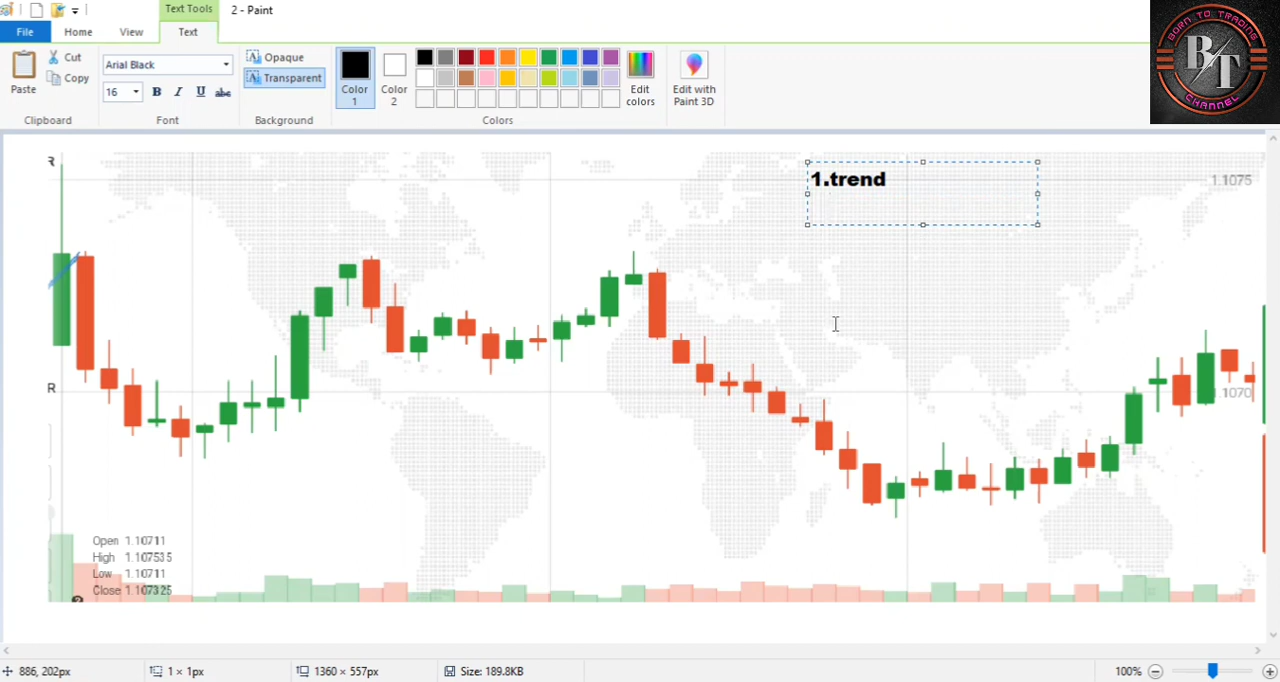 Text Tools
2 - Paint
File
Home
View
Text
Paste
Cut
Copy
Clipboard
Arial Black
16
B
I
U
abc
Font
Opaque
Transparent
Background
Color
1
Color
2
Edit
colors
Colors
Edit with
Paint 3D
BORN TO TRADING
BT
CHANNEL
R
1.trend
1.1075
R
1.1070
Open 1.10711
High 1.107535
Low 1.10711
Close 1.107325
?
886, 202px
1 × 1px
1360 × 557px
Size: 189.8KB
100%